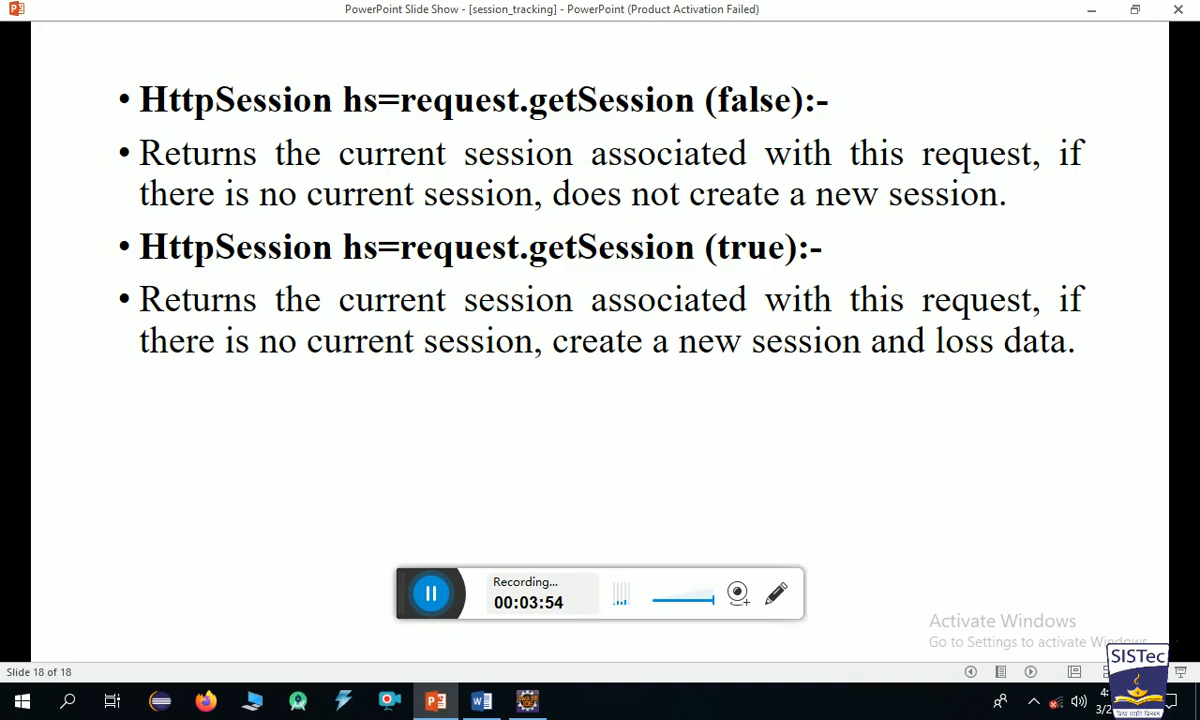 PowerPoint Slide Show - [session_tracking] - PowerPoint (Product Activation Failed)
• HttpSession hs=request.getSession (false):-
• Returns the current session associated with this request, if
there is no current session, does not create a new session.
• HttpSession hs=request.getSession (true):-
• Returns the current session associated with this request, if
there is no current session, create a new session and loss data.
Recording...
00:03:54
Activate Windows
Go to Settings to activate Windows.
SISTec
Slide 18 of 18